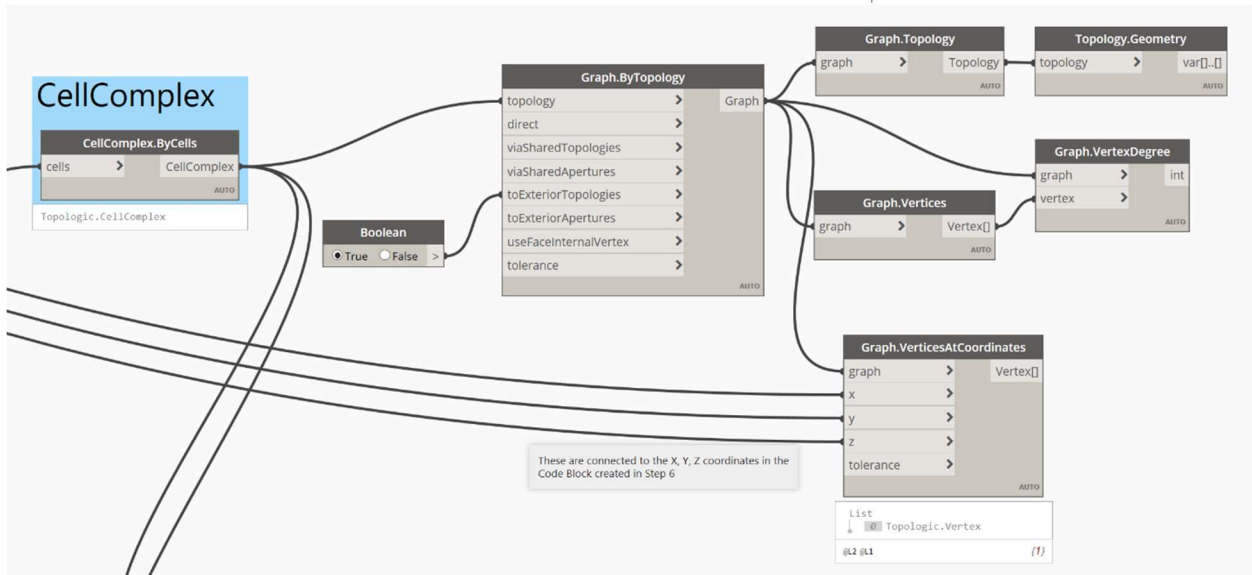 CellComplex
CellComplex.ByCells
cells > CellComplex
AUTO
Topologic.CellComplex
Boolean
True False >
Graph.ByTopology
topology > Graph
direct >
viaSharedTopologies >
viaSharedApertures >
toExteriorTopologies >
toExteriorApertures >
useFaceInternalVertex >
tolerance >
AUTO
Graph.Topology
graph > Topology
AUTO
Topology.Geometry
topology > var[]..[]
AUTO
Graph.VertexDegree
graph > int
vertex >
AUTO
Graph.Vertices
graph > Vertex[]
AUTO
Graph.VerticesAtCoordinates
graph > Vertex[]
x >
y >
z >
tolerance >
AUTO
List
0 Topologic.Vertex
@L2 @L1 {1}
These are connected to the X, Y, Z coordinates in the
Code Block created in Step 6